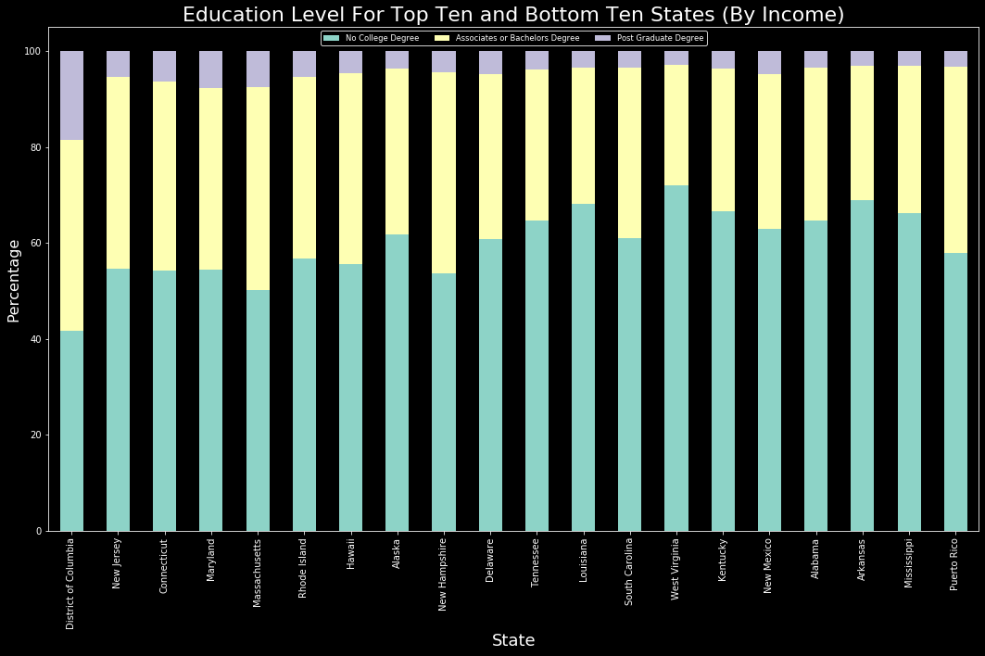 Education Level For Top Ten and Bottom Ten States (By Income)
No College Degree Associates or Bachelors Degree Post Graduate Degree
Percentage
100
80
60
40
20
0
District of Columbia
New Jersey
Connecticut
Maryland
Massachusetts
Rhode Island
Hawaii
Alaska
New Hampshire
Delaware
Tennessee
Louisiana
South Carolina
West Virginia
Kentucky
New Mexico
Alabama
Arkansas
Mississippi
Puerto Rico
State